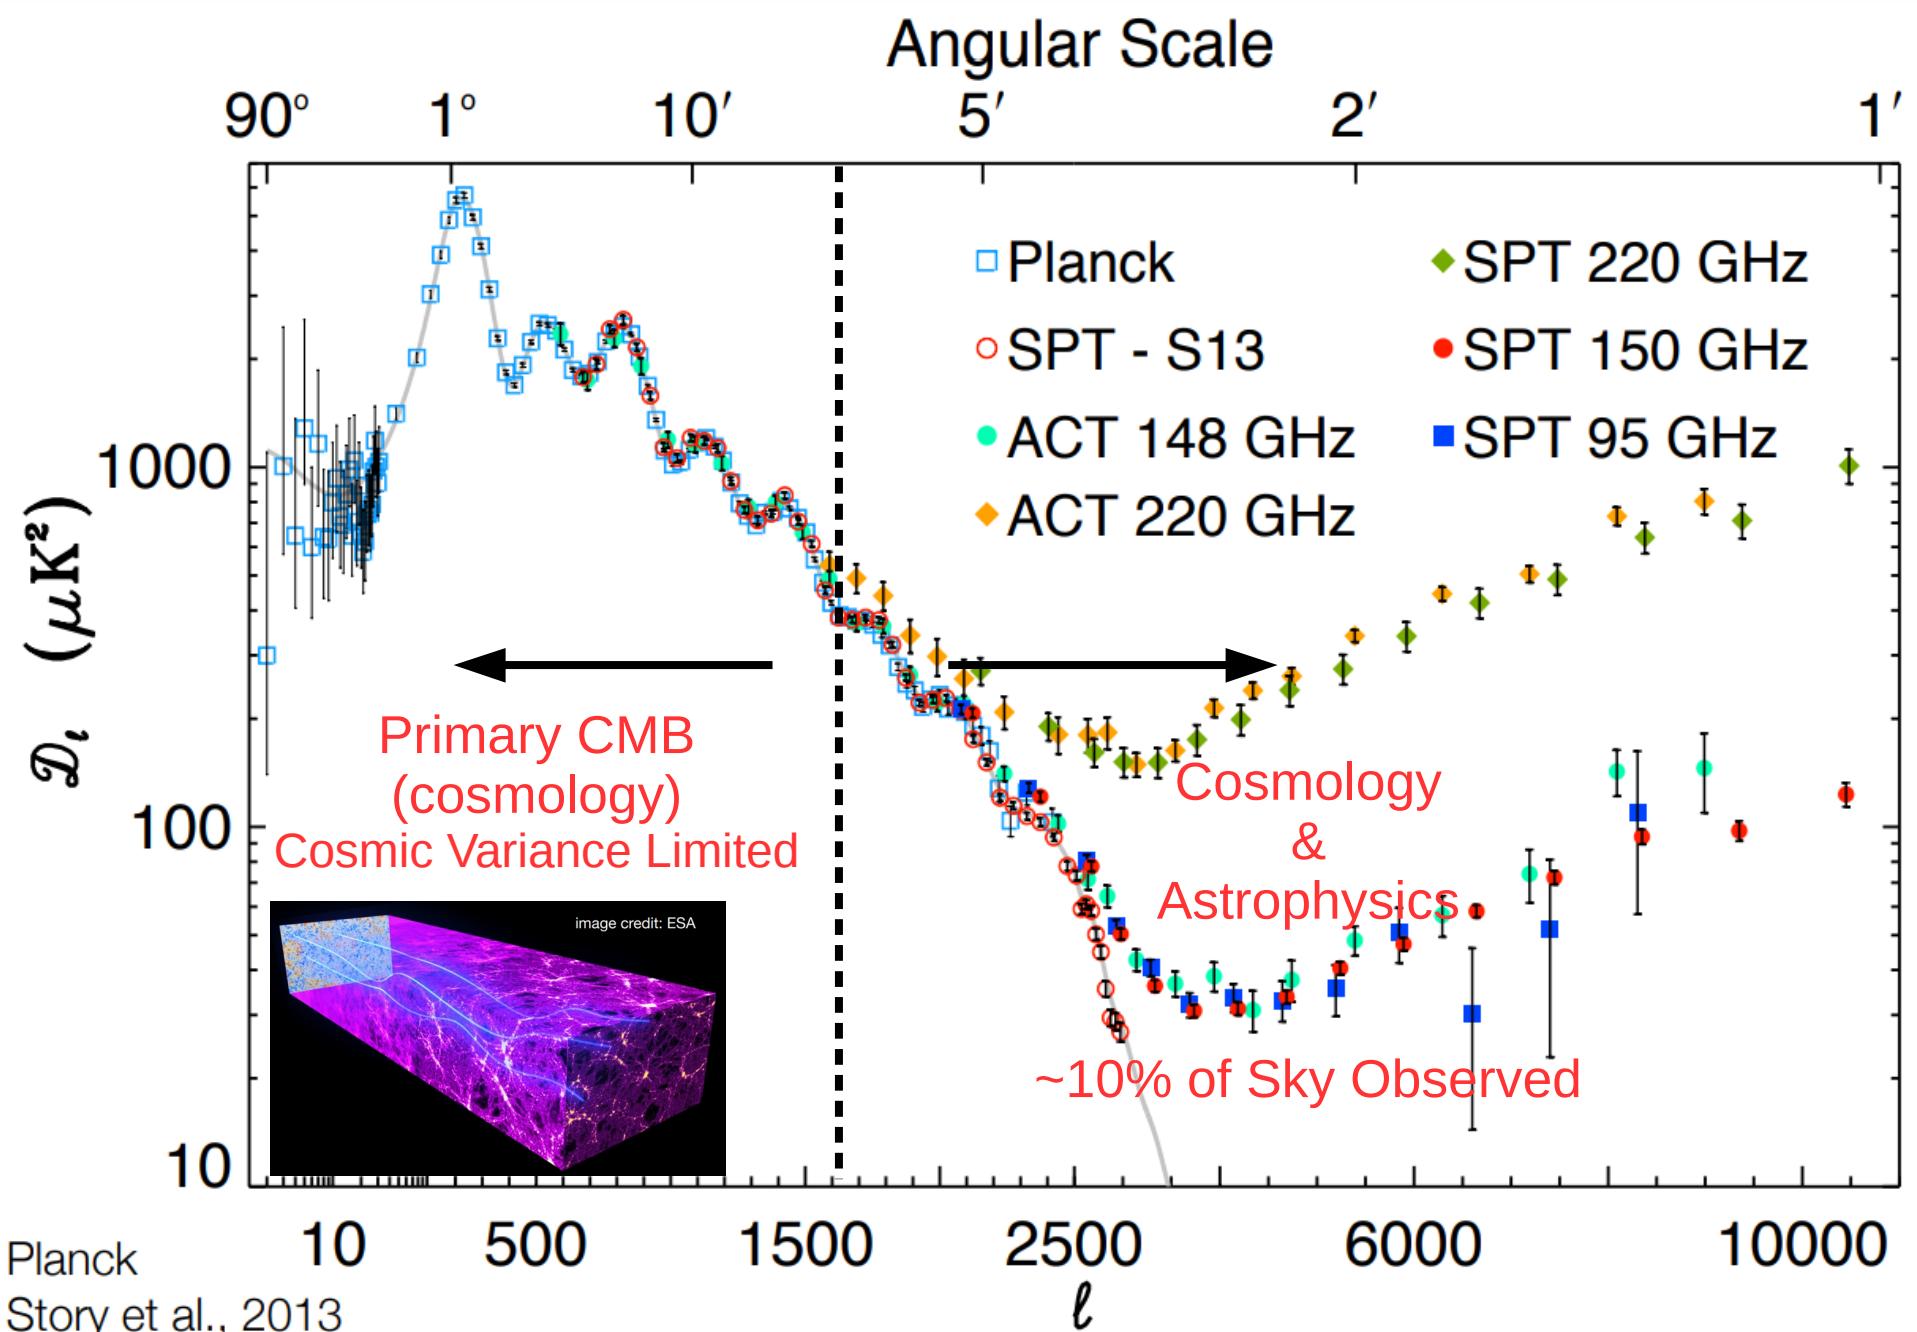 Angular Scale
90° 1° 10′ 5′ 2′ 1′
Planck
SPT - S13
ACT 148 GHz
ACT 220 GHz
SPT 220 GHz
SPT 150 GHz
SPT 95 GHz
1000
100
10
𝒟ℓ (μK²)
Primary CMB
(cosmology)
Cosmic Variance Limited
image credit: ESA
Cosmology
&
Astrophysics
~10% of Sky Observed
10 500 1500 2500 6000 10000
ℓ
Planck
Story et al., 2013